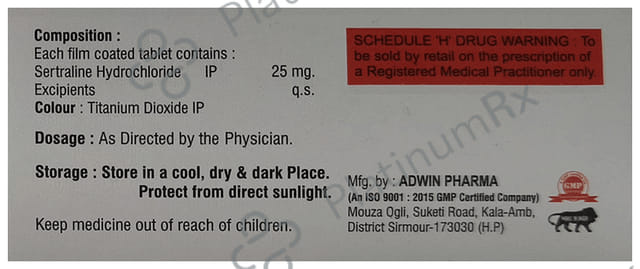 Composition :
Each film coated tablet contains :
Sertraline Hydrochloride IP 25 mg.
Excipients q.s.
Colour : Titanium Dioxide IP
Dosage : As Directed by the Physician.
Storage : Store in a cool, dry & dark Place.
Protect from direct sunlight.
Keep medicine out of reach of children.
SCHEDULE 'H' DRUG WARNING : To
be sold by retail on the prescription of
a Registered Medical Practitioner only.
Mfg. by : ADWIN PHARMA
(An ISO 9001 : 2015 GMP Certified Company)
Mouza Ogli, Suketi Road, Kala-Amb,
District Sirmour-173030 (H.P)
GMP
PlatinumRx